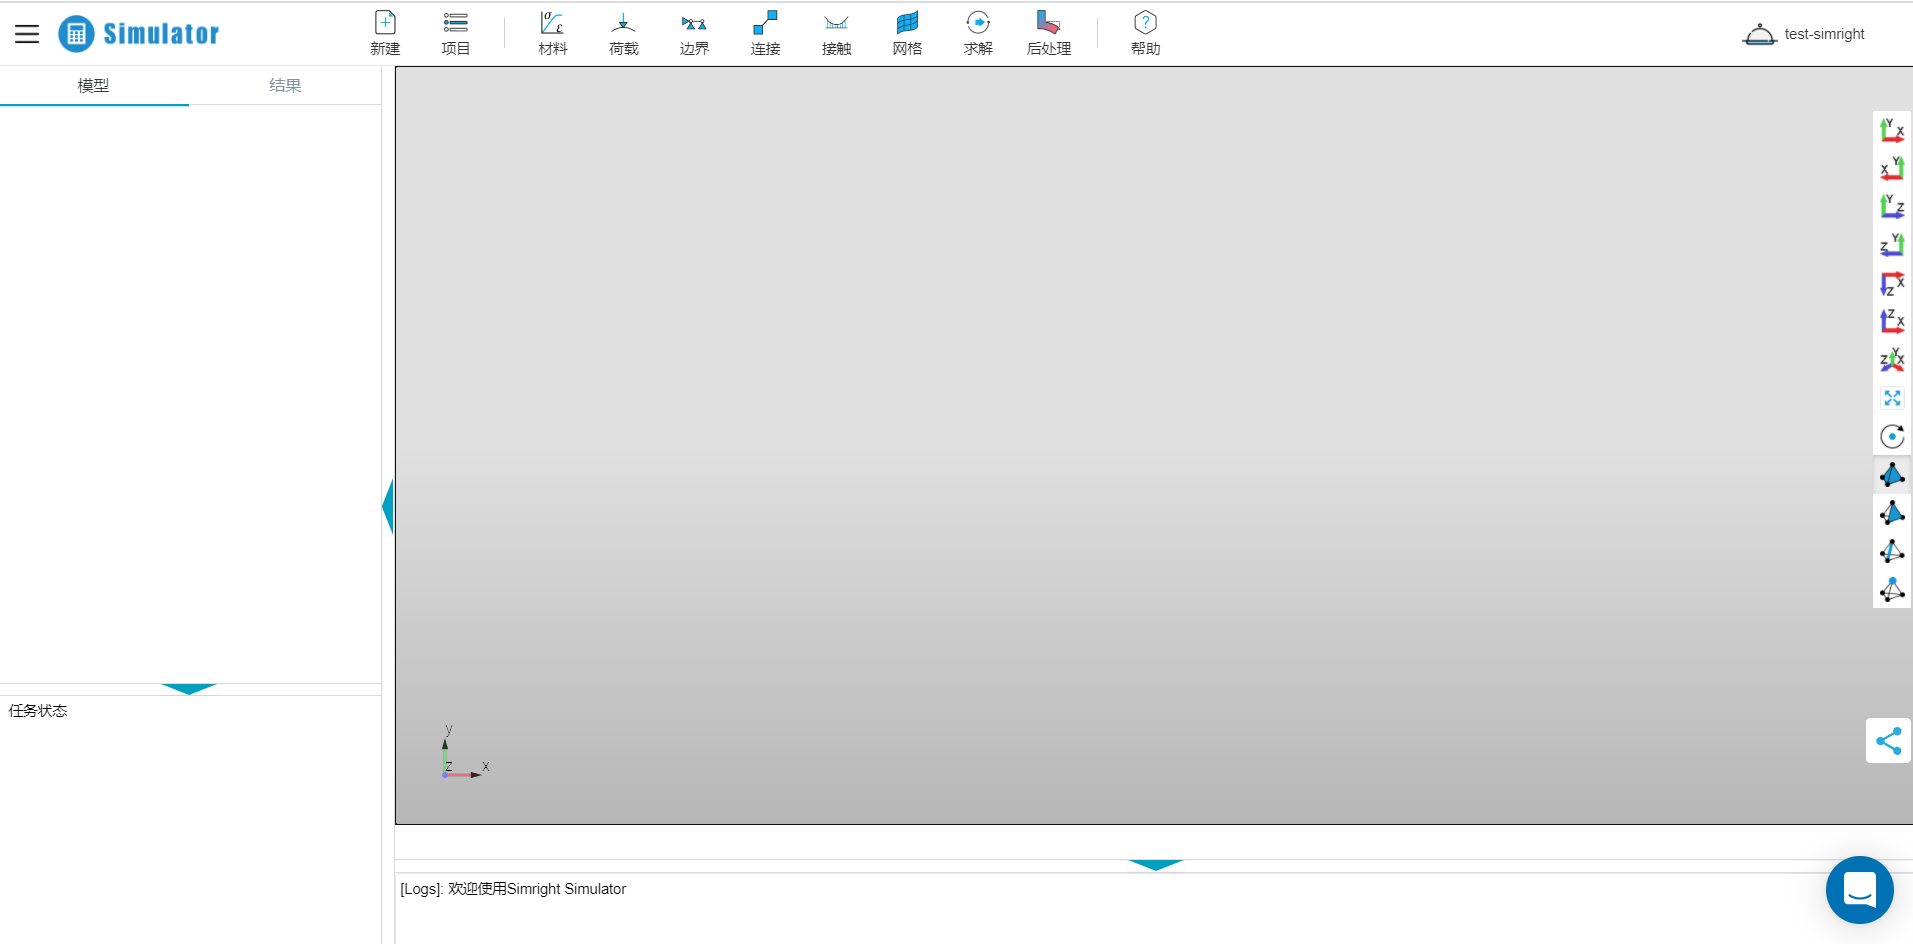 Simulator
新建
项目
σ
ε
材料
荷载
边界
连接
接触
网格
求解
后处理
?
帮助
test-simright
模型
结果
Y X
X Y
Y Z
Z Y
X Z
Z X
Z Y X
任务状态
y
z x
[Logs]: 欢迎使用Simright Simulator